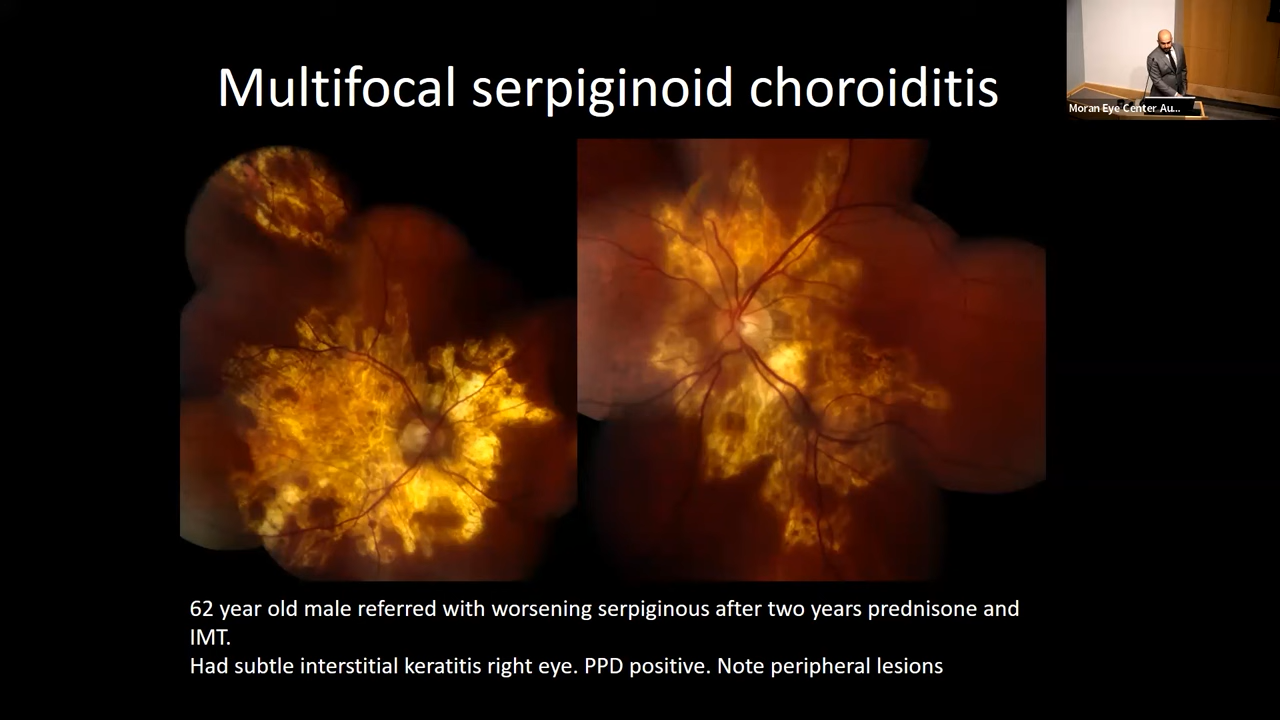 Multifocal serpiginoid choroiditis
Moran Eye Center Au...
62 year old male referred with worsening serpiginous after two years prednisone and
IMT.
Had subtle interstitial keratitis right eye. PPD positive. Note peripheral lesions